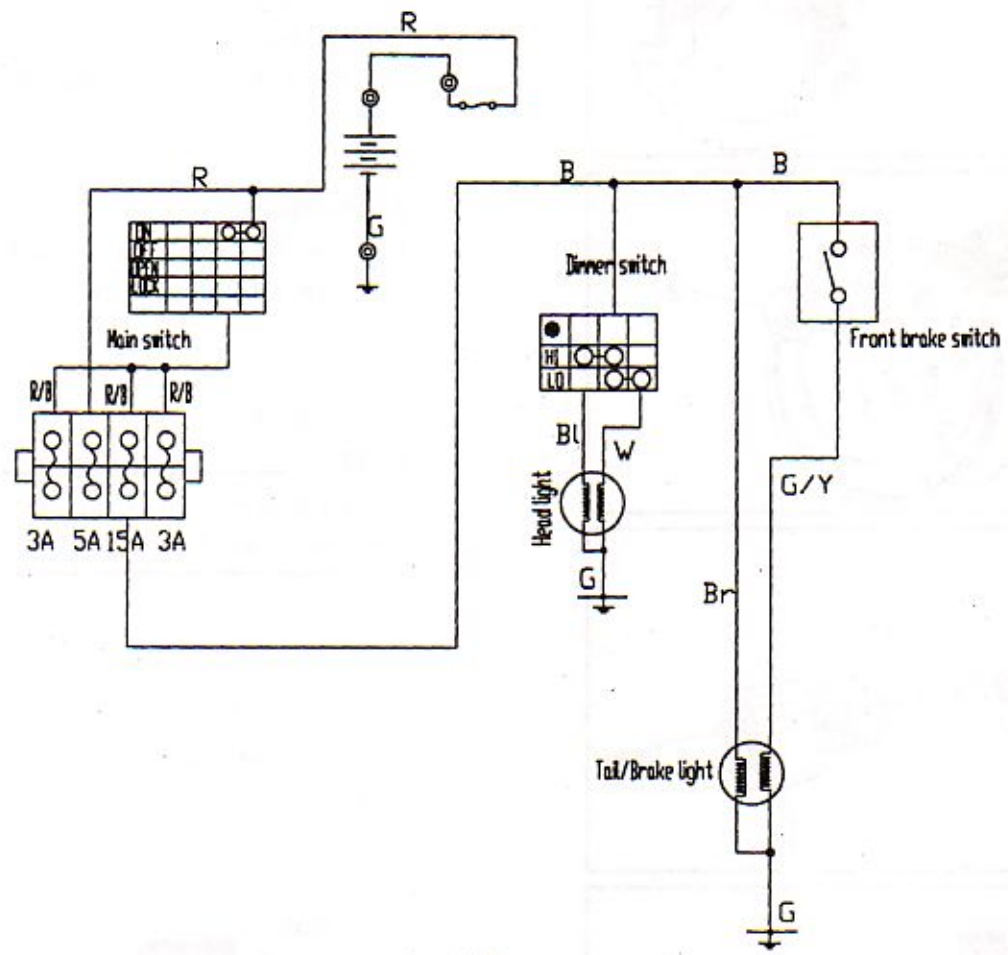 R
R
B
B
G
ON
OFF
OPEN
LOCK
Dimmer switch
Main switch
Front brake switch
HI
LO
R/B
R/B
R/B
Bl
W
G/Y
Head light
3A 5A 15A 3A
G
Br
Tail/Brake light
G